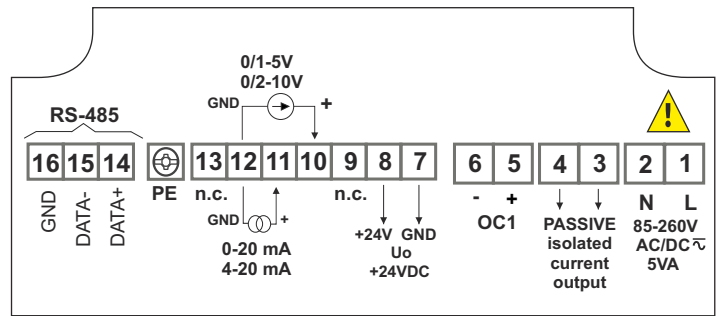 0/1-5V
0/2-10V
GND +
RS-485
16 15 14 13 12 11 10 9 8 7 6 5 4 3 2 1
GND
DATA-
DATA+
PE
n.c.
GND +
0-20 mA
4-20 mA
n.c.
+24V GND
Uo
+24VDC
- +
OC1
PASSIVE
isolated
current
output
N L
85-260V
AC/DC
5VA
!